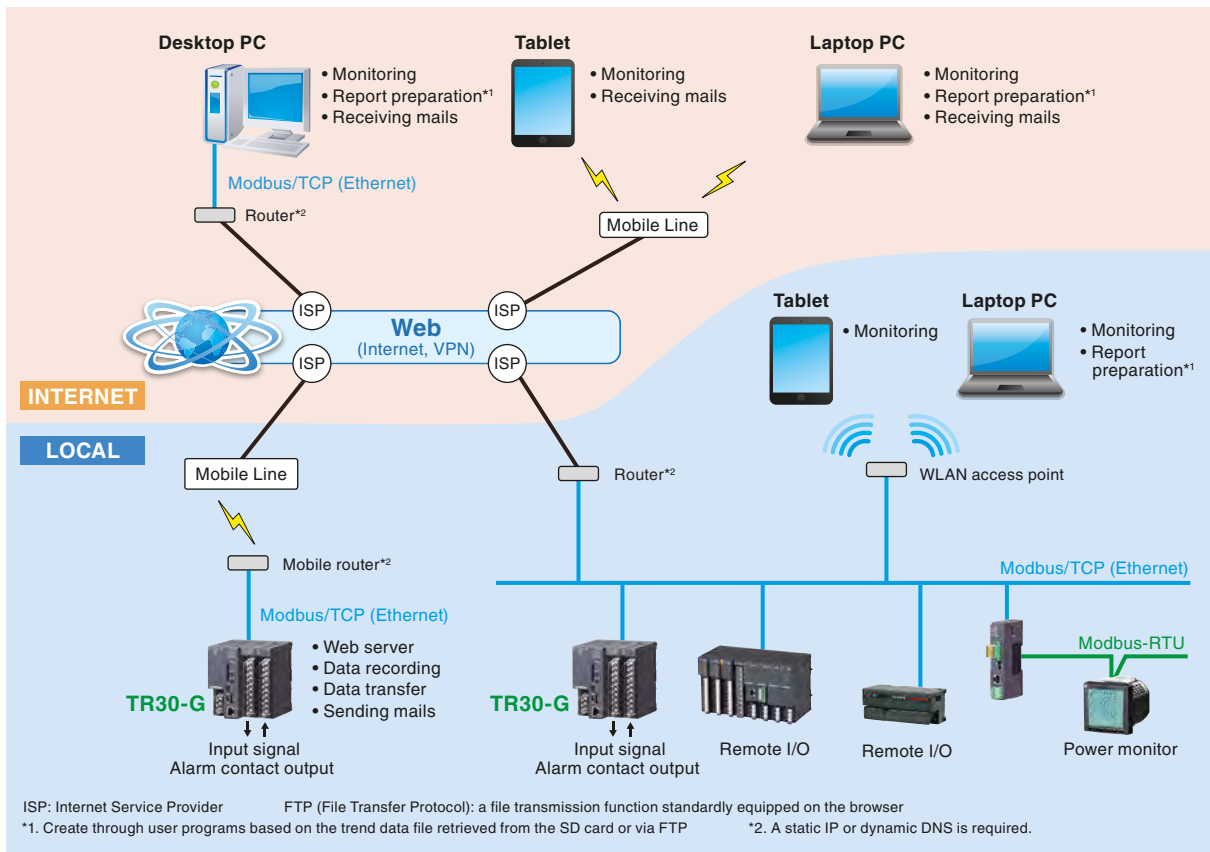 Desktop PC
• Monitoring
• Report preparation*1
• Receiving mails
Tablet
• Monitoring
• Receiving mails
Laptop PC
• Monitoring
• Report preparation*1
• Receiving mails
Modbus/TCP (Ethernet)
Router*2
Mobile Line
ISP
ISP
Web
(Internet, VPN)
ISP
ISP
INTERNET
Tablet
• Monitoring
Laptop PC
• Monitoring
• Report
preparation*1
LOCAL
Mobile Line
Router*2
WLAN access point
Mobile router*2
Modbus/TCP (Ethernet)
Modbus/TCP (Ethernet)
TR30-G
• Web server
• Data recording
• Data transfer
• Sending mails
Input signal
Alarm contact output
TR30-G
Input signal
Alarm contact output
Remote I/O
Remote I/O
Modbus-RTU
Power monitor
ISP: Internet Service Provider
FTP (File Transfer Protocol): a file transmission function standardly equipped on the browser
*1. Create through user programs based on the trend data file retrieved from the SD card or via FTP
*2. A static IP or dynamic DNS is required.